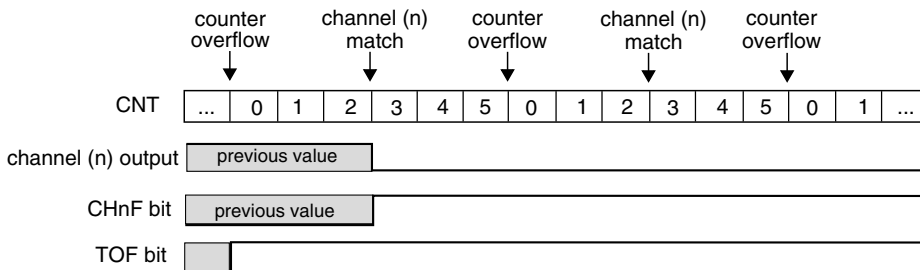 counter overflow
channel (n) match
counter overflow
channel (n) match
counter overflow
CNT ... 0 1 2 3 4 5 0 1 2 3 4 5 0 1 ...
channel (n) output previous value
CHnF bit previous value
TOF bit